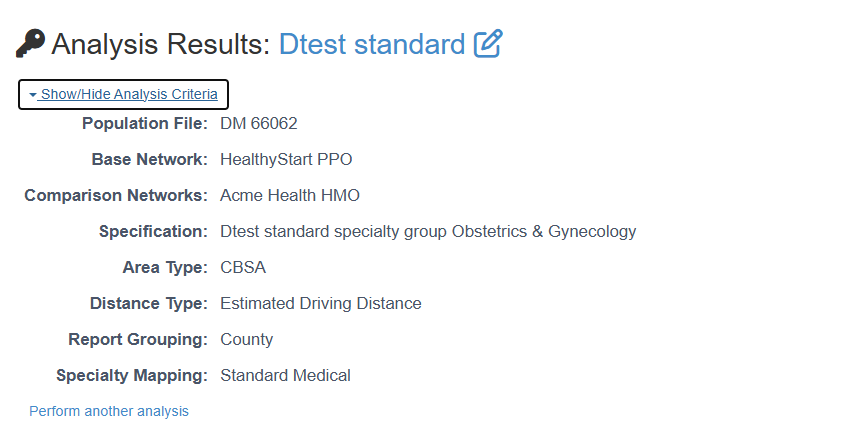 Analysis Results: Dtest standard
Show/Hide Analysis Criteria
Population File: DM 66062
Base Network: HealthyStart PPO
Comparison Networks: Acme Health HMO
Specification: Dtest standard specialty group Obstetrics & Gynecology
Area Type: CBSA
Distance Type: Estimated Driving Distance
Report Grouping: County
Specialty Mapping: Standard Medical
Perform another analysis